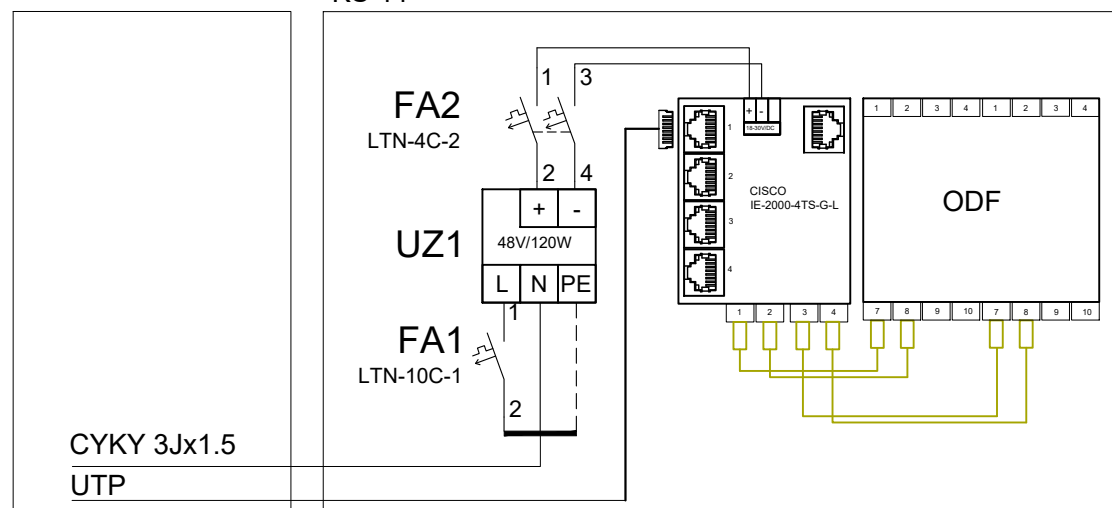 1 3
FA2
LTN-4C-2
2 4
+ -
UZ1
48V/120W
L N PE
1
FA1
LTN-10C-1
2
CYKY 3Jx1.5
UTP
+ -
18-30V/DC
1
2
3
4
CISCO
IE-2000-4TS-G-L
1 2 3 4
1 2 3 4 1 2 3 4
ODF
7 8 9 10 7 8 9 10